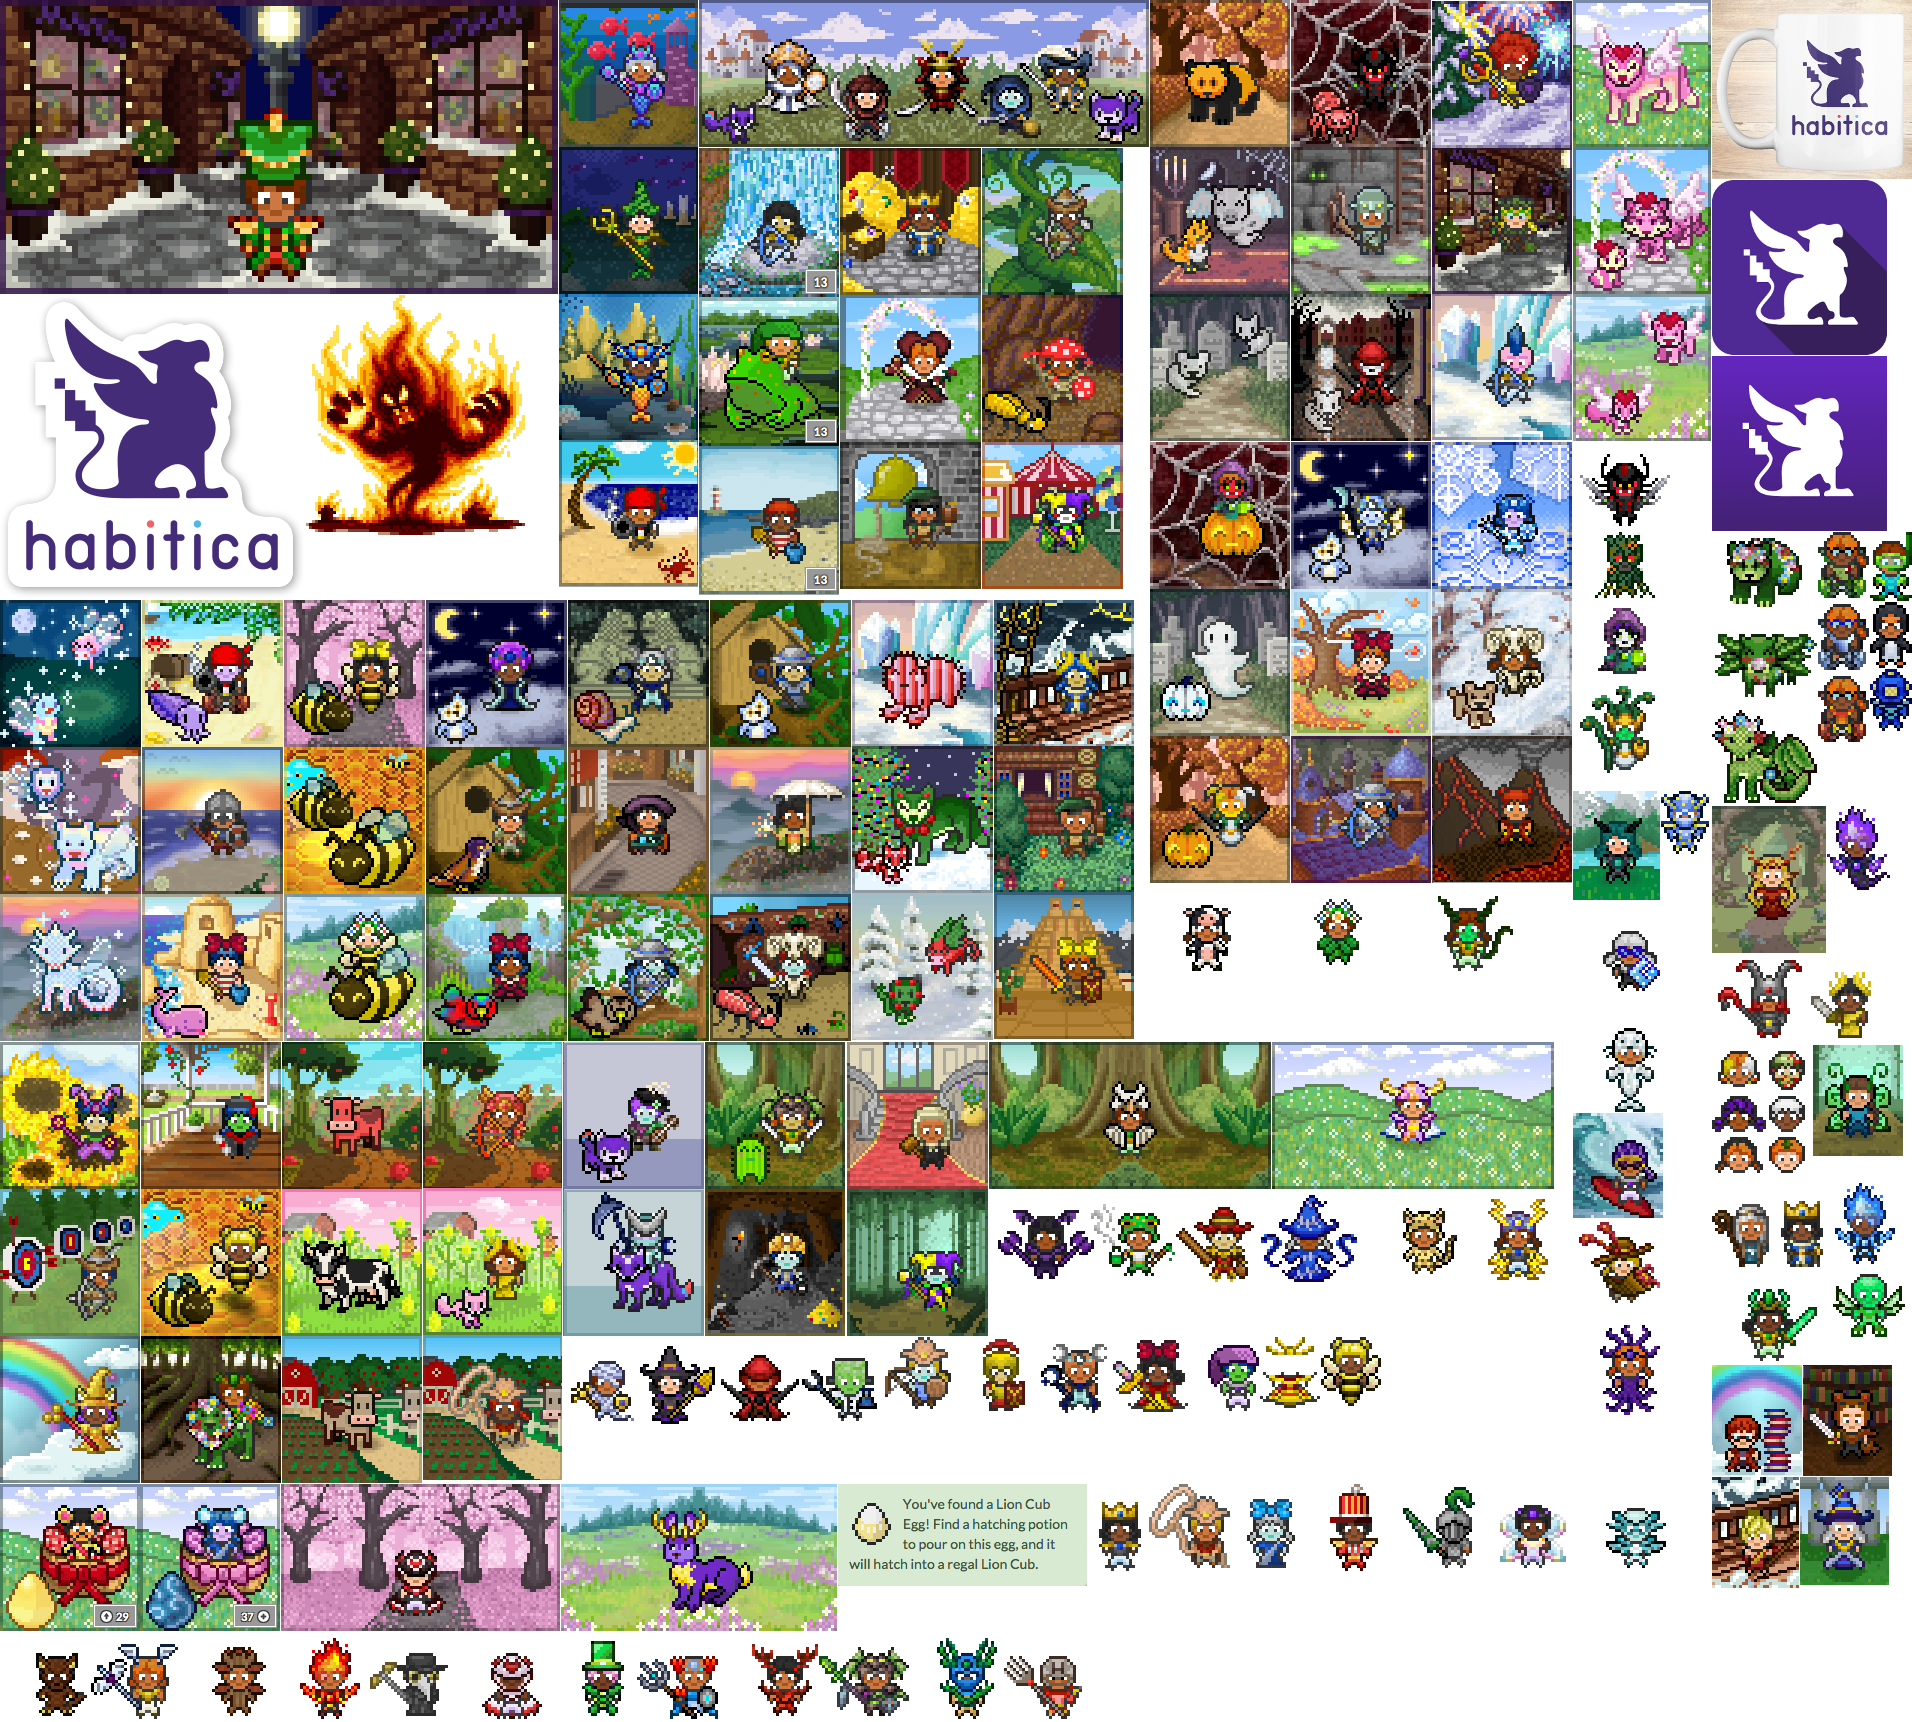 habitica
13
13
habitica
13
You've found a Lion Cub
Egg! Find a hatching potion
to pour on this egg, and it
will hatch into a regal Lion Cub.
29
37